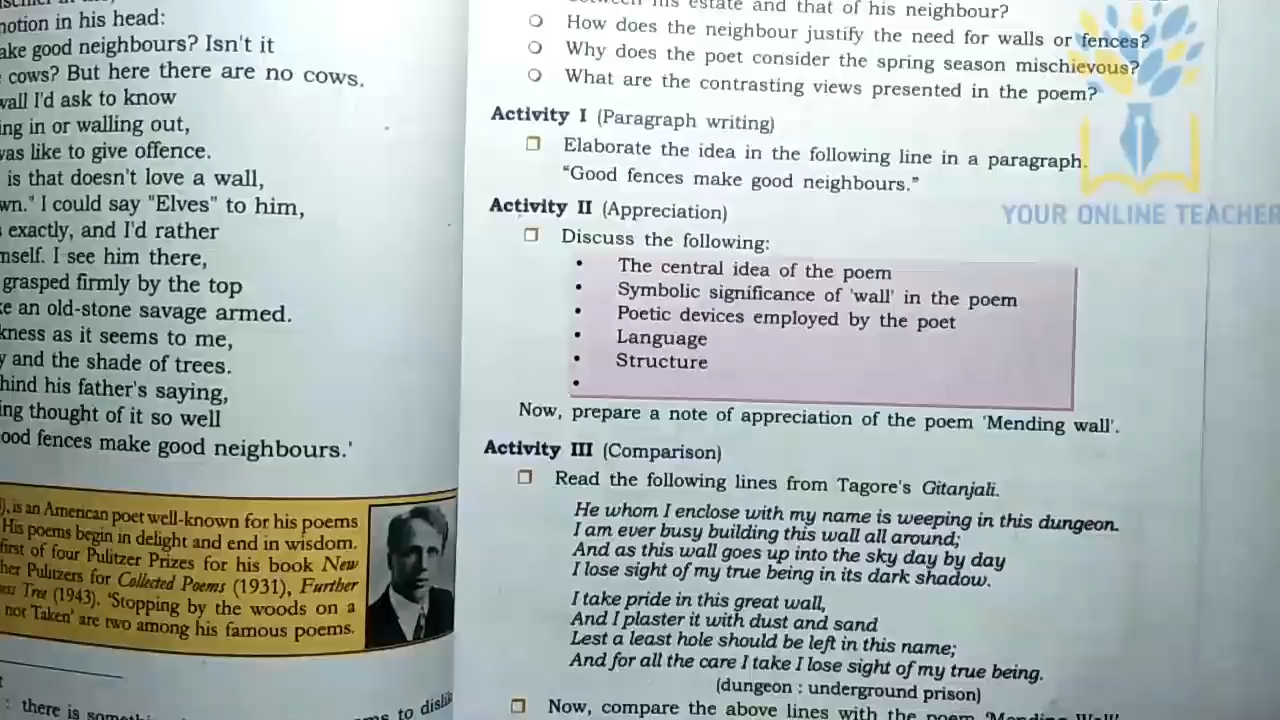 notion in his head:
ake good neighbours? Isn't it
cows? But here there are no cows.
wall I'd ask to know
ing in or walling out,
was like to give offence.
is that doesn't love a wall,
wn." I could say "Elves" to him,
exactly, and I'd rather
mself. I see him there,
grasped firmly by the top
ke an old-stone savage armed.
kness as it seems to me,
y and the shade of trees.
hind his father's saying,
ing thought of it so well
ood fences make good neighbours.'
), is an American poet well-known for his poems
His poems begin in delight and end in wisdom.
first of four Pulitzer Prizes for his book New
her Pulitzers for Collected Poems (1931), Further
ess Tree (1943). 'Stopping by the woods on a
not Taken' are two among his famous poems.
: there is
ms to dislik
his estate and that of his neighbour?
How does the neighbour justify the need for walls or fences?
Why does the poet consider the spring season mischievous?
What are the contrasting views presented in the poem?
Activity I (Paragraph writing)
Elaborate the idea in the following line in a paragraph.
"Good fences make good neighbours."
Activity II (Appreciation)
Discuss the following:
• The central idea of the poem
• Symbolic significance of 'wall' in the poem
• Poetic devices employed by the poet
• Language
• Structure
•
Now, prepare a note of appreciation of the poem 'Mending wall'.
Activity III (Comparison)
Read the following lines from Tagore's Gitanjali.
He whom I enclose with my name is weeping in this dungeon.
I am ever busy building this wall all around;
And as this wall goes up into the sky day by day
I lose sight of my true being in its dark shadow.
I take pride in this great wall,
And I plaster it with dust and sand
Lest a least hole should be left in this name;
And for all the care I take I lose sight of my true being.
(dungeon : underground prison)
Now, compare the above lines with the poem 'Mending Wall'
YOUR ONLINE TEACHER